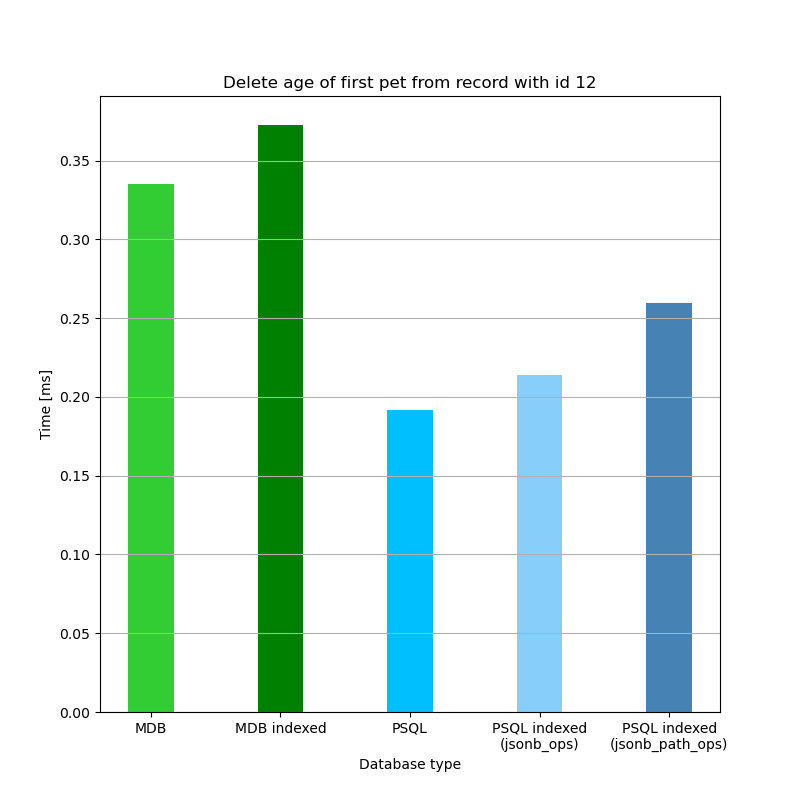 Delete age of first pet from record with id 12
Time [ms]
0.35
0.30
0.25
0.20
0.15
0.10
0.05
0.00
MDB
MDB indexed
PSQL
PSQL indexed
(jsonb_ops)
PSQL indexed
(jsonb_path_ops)
Database type